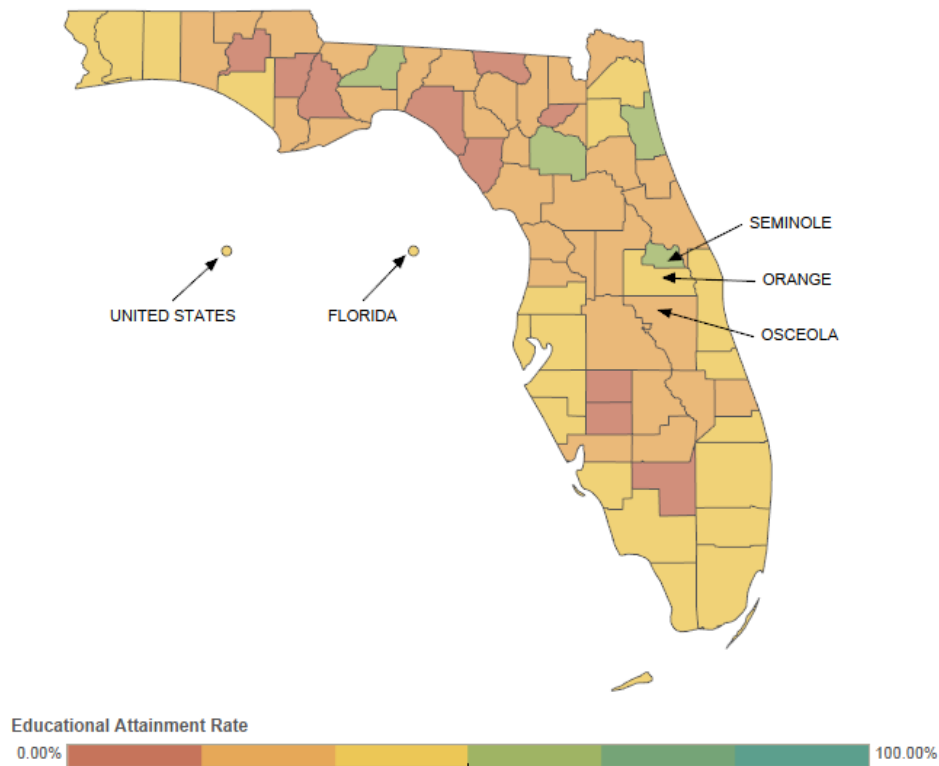 SEMINOLE
ORANGE
UNITED STATES
FLORIDA
OSCEOLA
Educational Attainment Rate
0.00%
100.00%